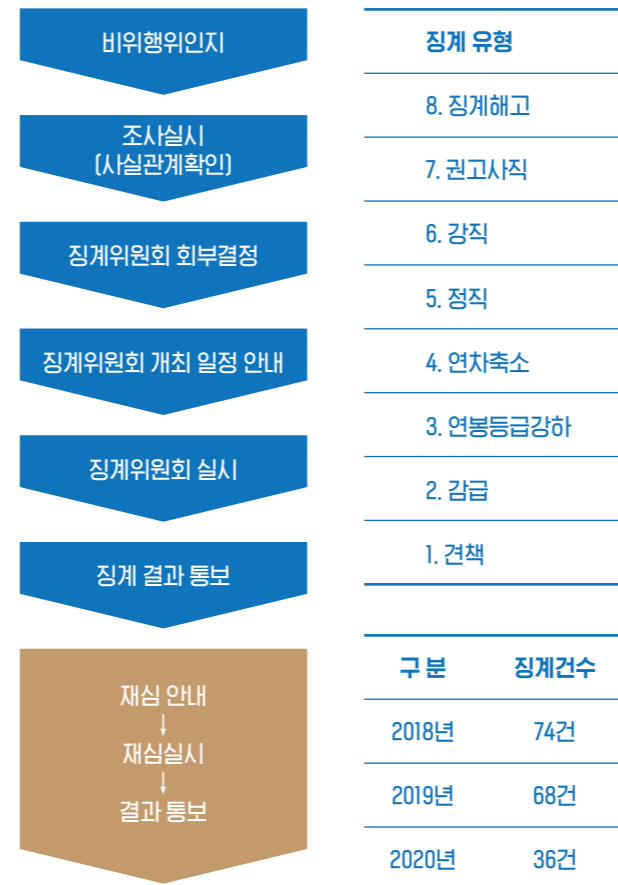 비위행위인지
조사실시
(사실관계확인)
징계위원회 회부결정
징계위원회 개최 일정 안내
징계위원회 실시
징계 결과 통보
재심 안내
↓
재심실시
↓
결과 통보
징계 유형
8. 징계해고
7. 권고사직
6. 강직
5. 정직
4. 연차축소
3. 연봉등급강하
2. 감급
1. 견책
구 분 징계건수
2018년 74건
2019년 68건
2020년 36건